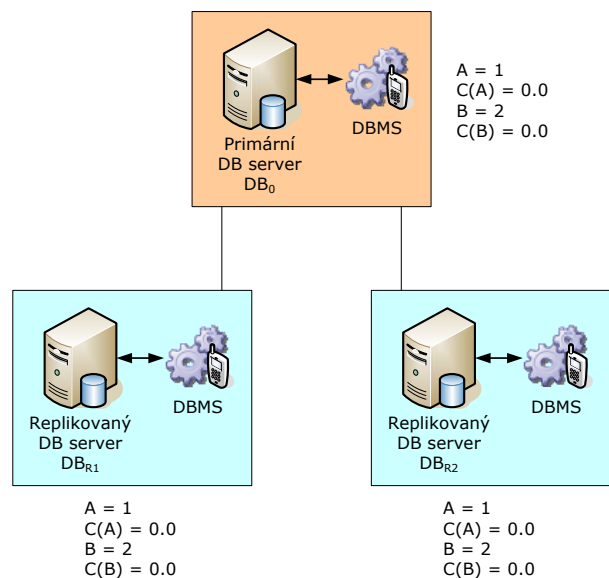 Primární
DB server
DB₀
DBMS
A = 1
C(A) = 0.0
B = 2
C(B) = 0.0
Replikovaný
DB server
DBR1
DBMS
A = 1
C(A) = 0.0
B = 2
C(B) = 0.0
Replikovaný
DB server
DBR2
DBMS
A = 1
C(A) = 0.0
B = 2
C(B) = 0.0